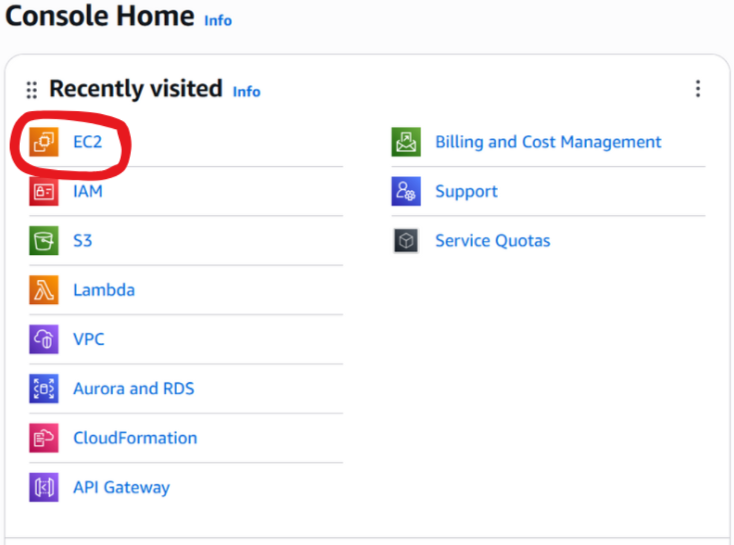 Console Home Info
Recently visited Info
EC2
IAM
S3
Lambda
VPC
Aurora and RDS
CloudFormation
API Gateway
Billing and Cost Management
Support
Service Quotas